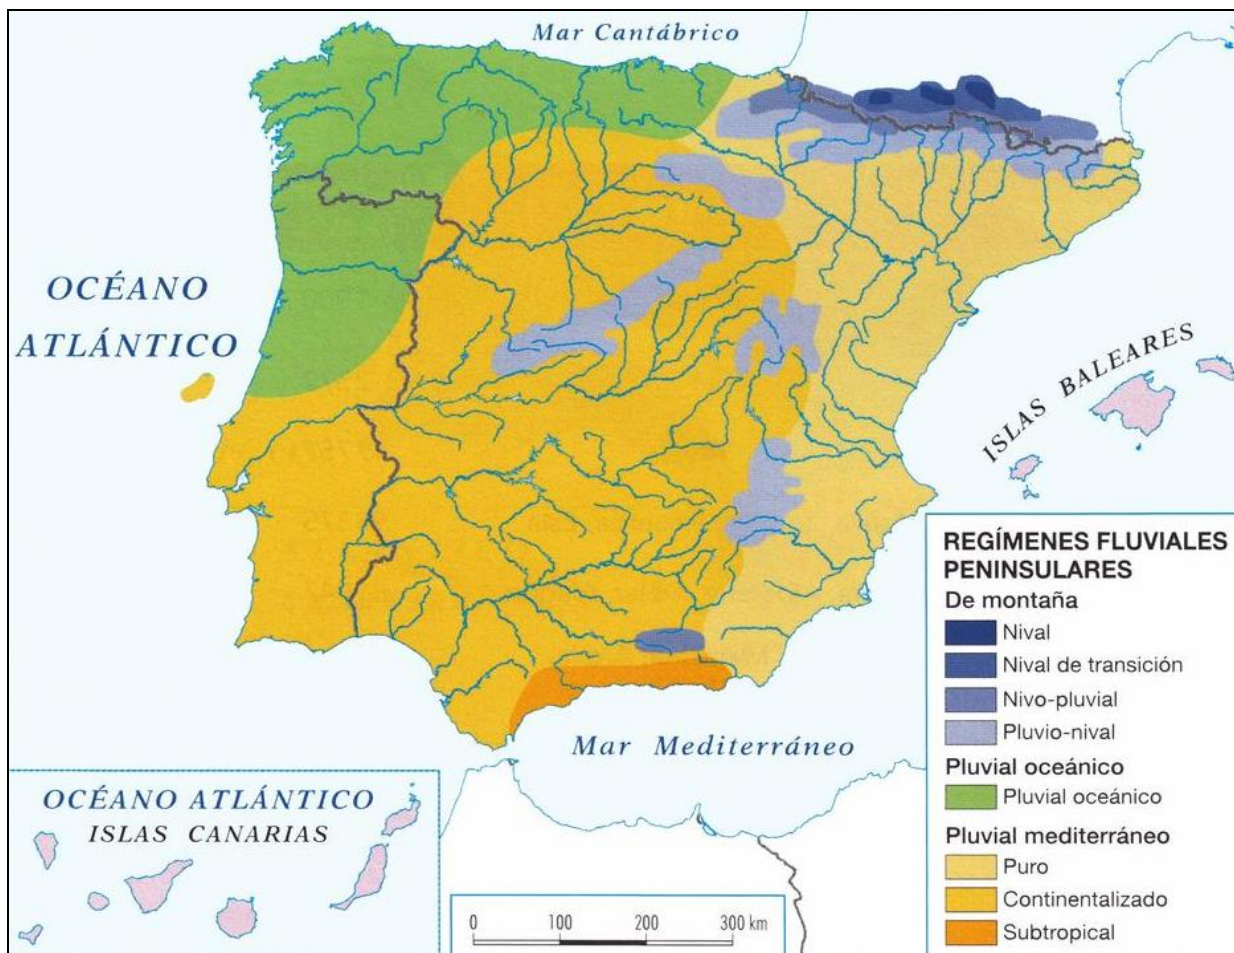 Mar Cantábrico
OCÉANO
ATLÁNTICO
ISLAS BALEARES
Mar Mediterráneo
OCÉANO ATLÁNTICO
ISLAS CANARIAS
0 100 200 300 km
REGÍMENES FLUVIALES
PENINSULARES
De montaña
Nival
Nival de transición
Nivo-pluvial
Pluvio-nival
Pluvial oceánico
Pluvial oceánico
Pluvial mediterráneo
Puro
Continentalizado
Subtropical